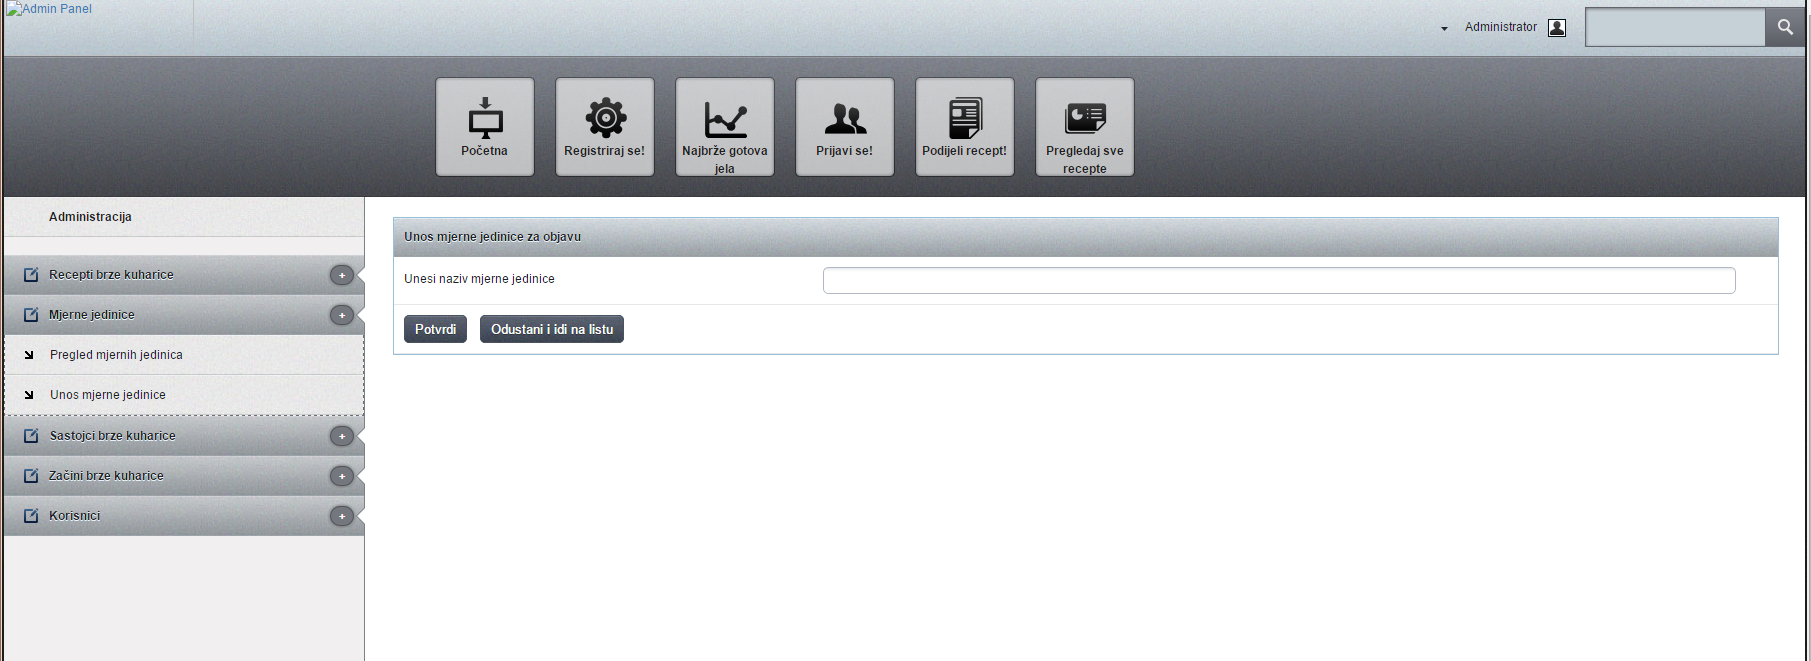 Admin Panel
Administrator
Početna
Registriraj se!
Najbrže gotova
jela
Prijavi se!
Podijeli recept!
Pregledaj sve
recepte
Administracija
Recepti brze kuharice
Mjerne jedinice
Pregled mjernih jedinica
Unos mjerne jedinice
Sastojci brze kuharice
Začini brze kuharice
Korisnici
Unos mjerne jedinice za objavu
Unesi naziv mjerne jedinice
Potvrdi
Odustani i idi na listu